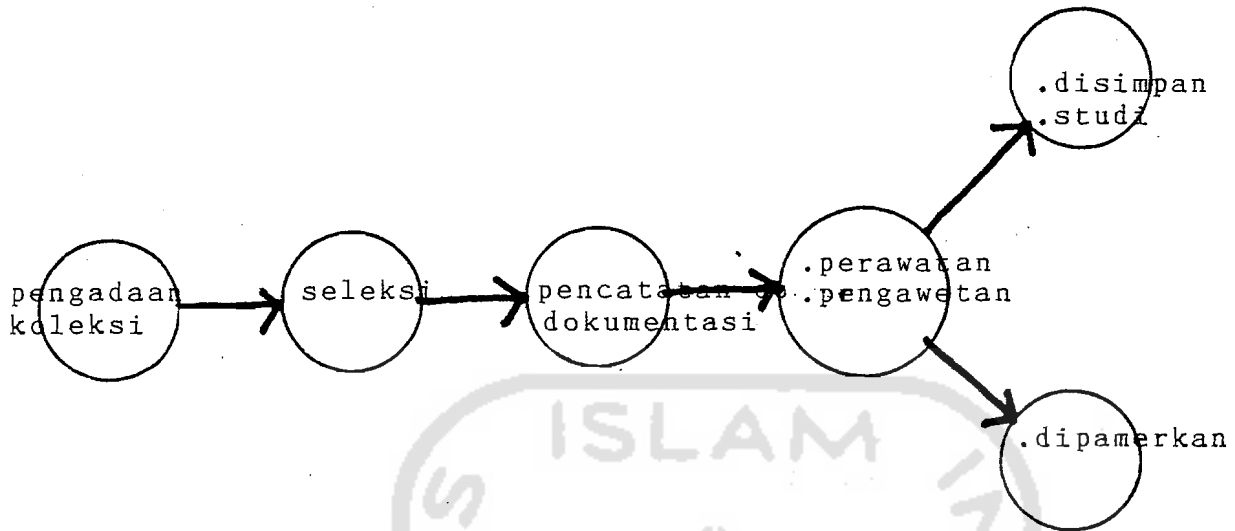 pengadaan
koleksi
seleksi
pencatatan
dokumentasi
.perawatan
.pengawetan
.disimpan
.studi
.dipamerkan
ISLAM